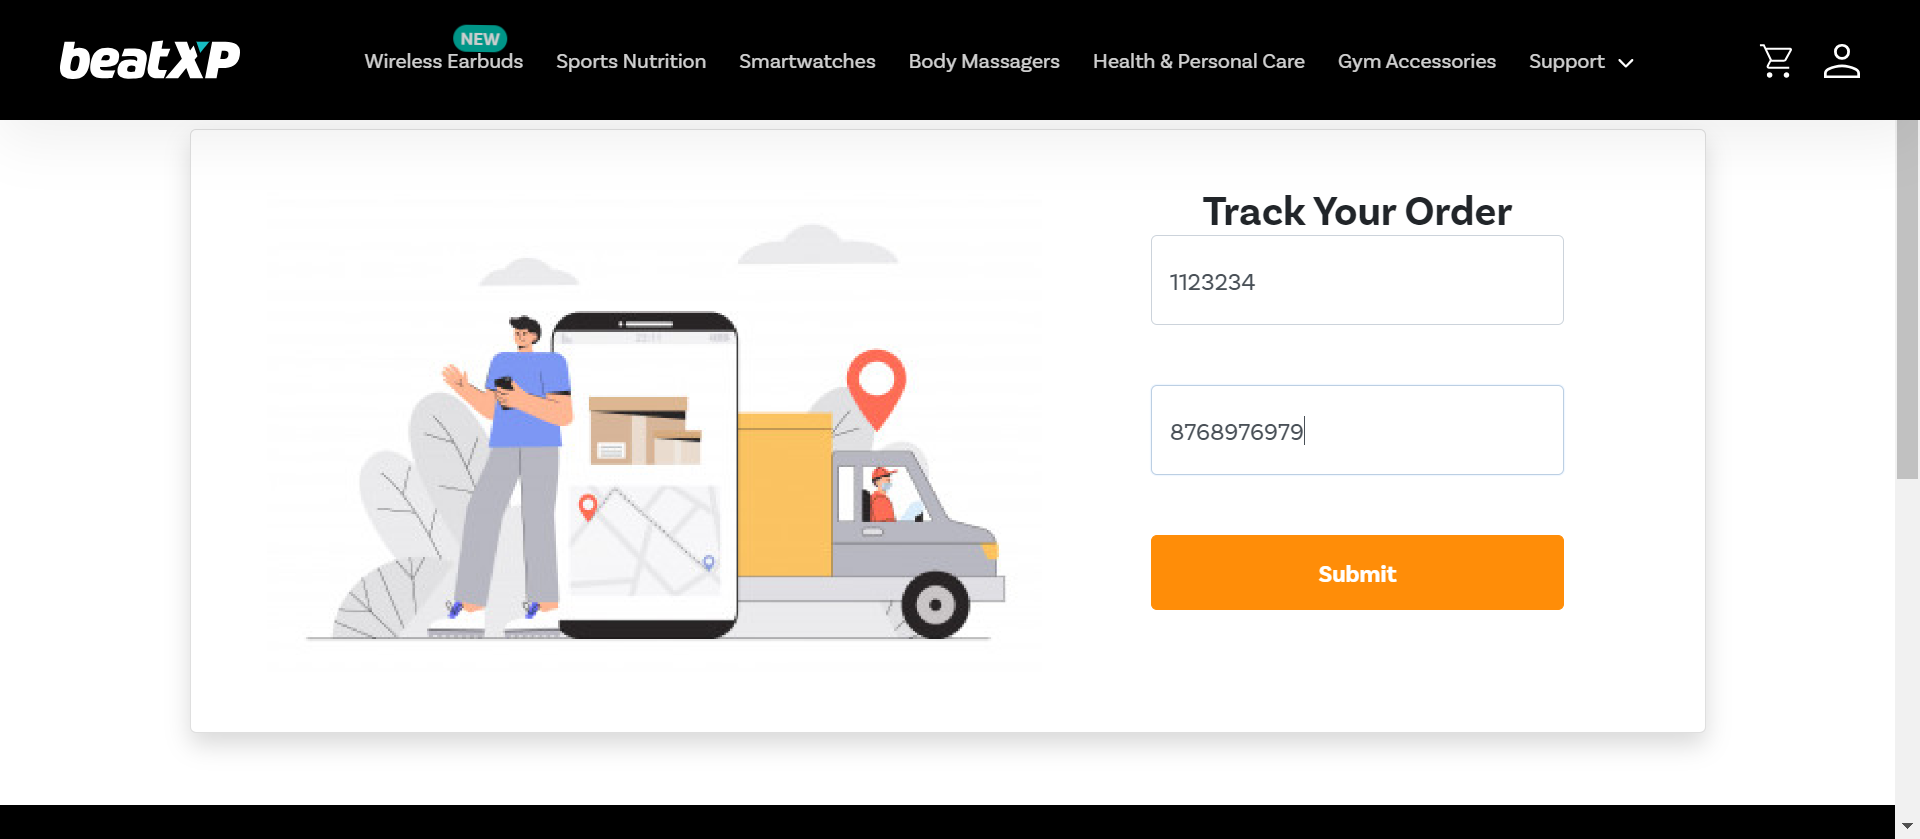 beatXP
NEW
Wireless Earbuds
Sports Nutrition
Smartwatches
Body Massagers
Health & Personal Care
Gym Accessories
Support
Track Your Order
1123234
8768976979
Submit